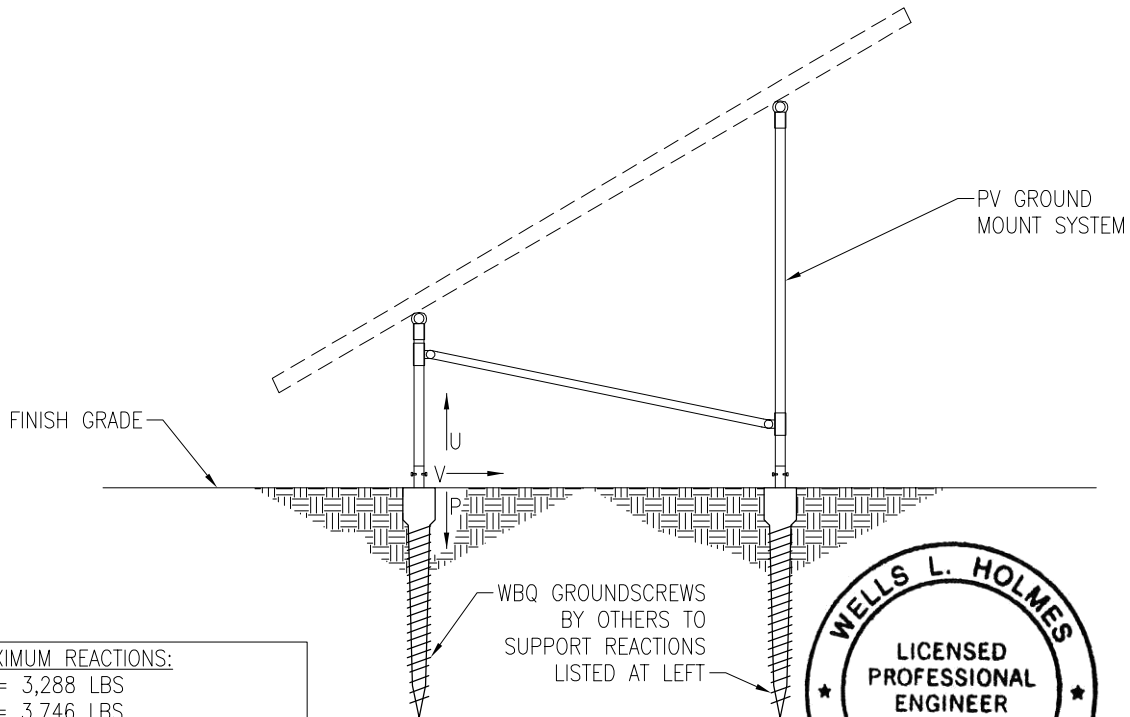 PV GROUND
MOUNT SYSTEM
FINISH GRADE
U
V
P
WBQ GROUNDSCREWS
BY OTHERS TO
SUPPORT REACTIONS
LISTED AT LEFT
REACTIONS:
= 3,288 LBS
= 3,746 LBS
WELLS L. HOLMES
LICENSED
PROFESSIONAL
ENGINEER